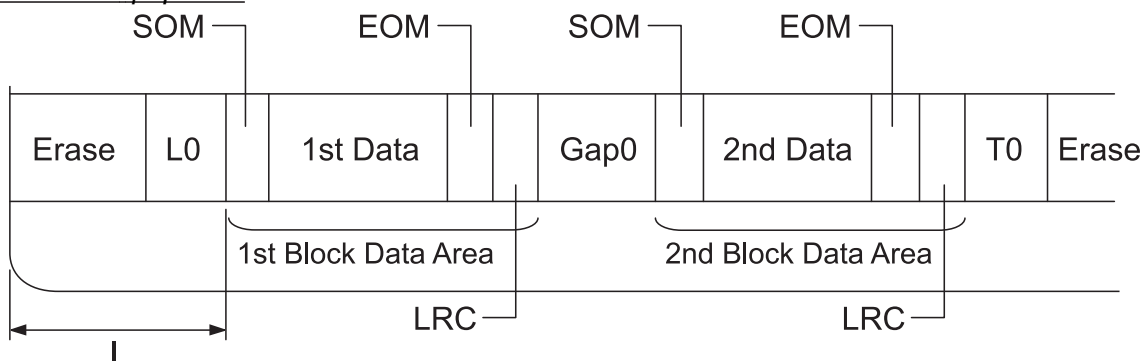 SOM EOM SOM EOM
Erase L0 1st Data Gap0 2nd Data T0 Erase
1st Block Data Area 2nd Block Data Area
LRC LRC